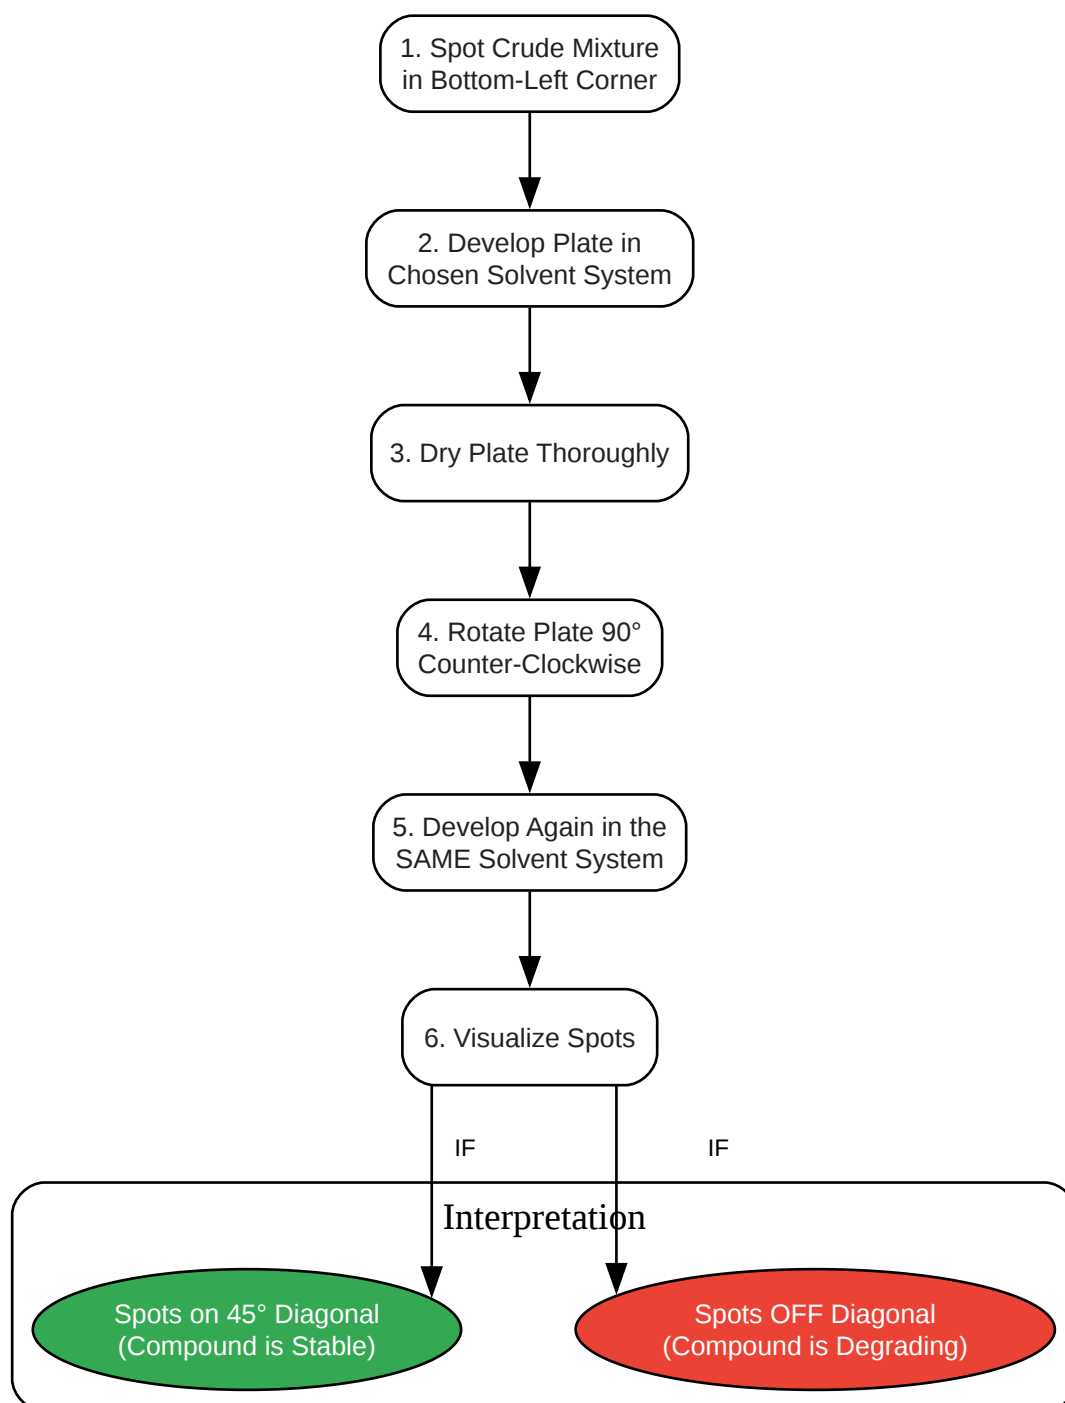 1. Spot Crude Mixture
in Bottom-Left Corner
2. Develop Plate in
Chosen Solvent System
3. Dry Plate Thoroughly
4. Rotate Plate 90°
Counter-Clockwise
5. Develop Again in the
SAME Solvent System
6. Visualize Spots
IF
IF
Interpretation
Spots on 45° Diagonal
(Compound is Stable)
Spots OFF Diagonal
(Compound is Degrading)